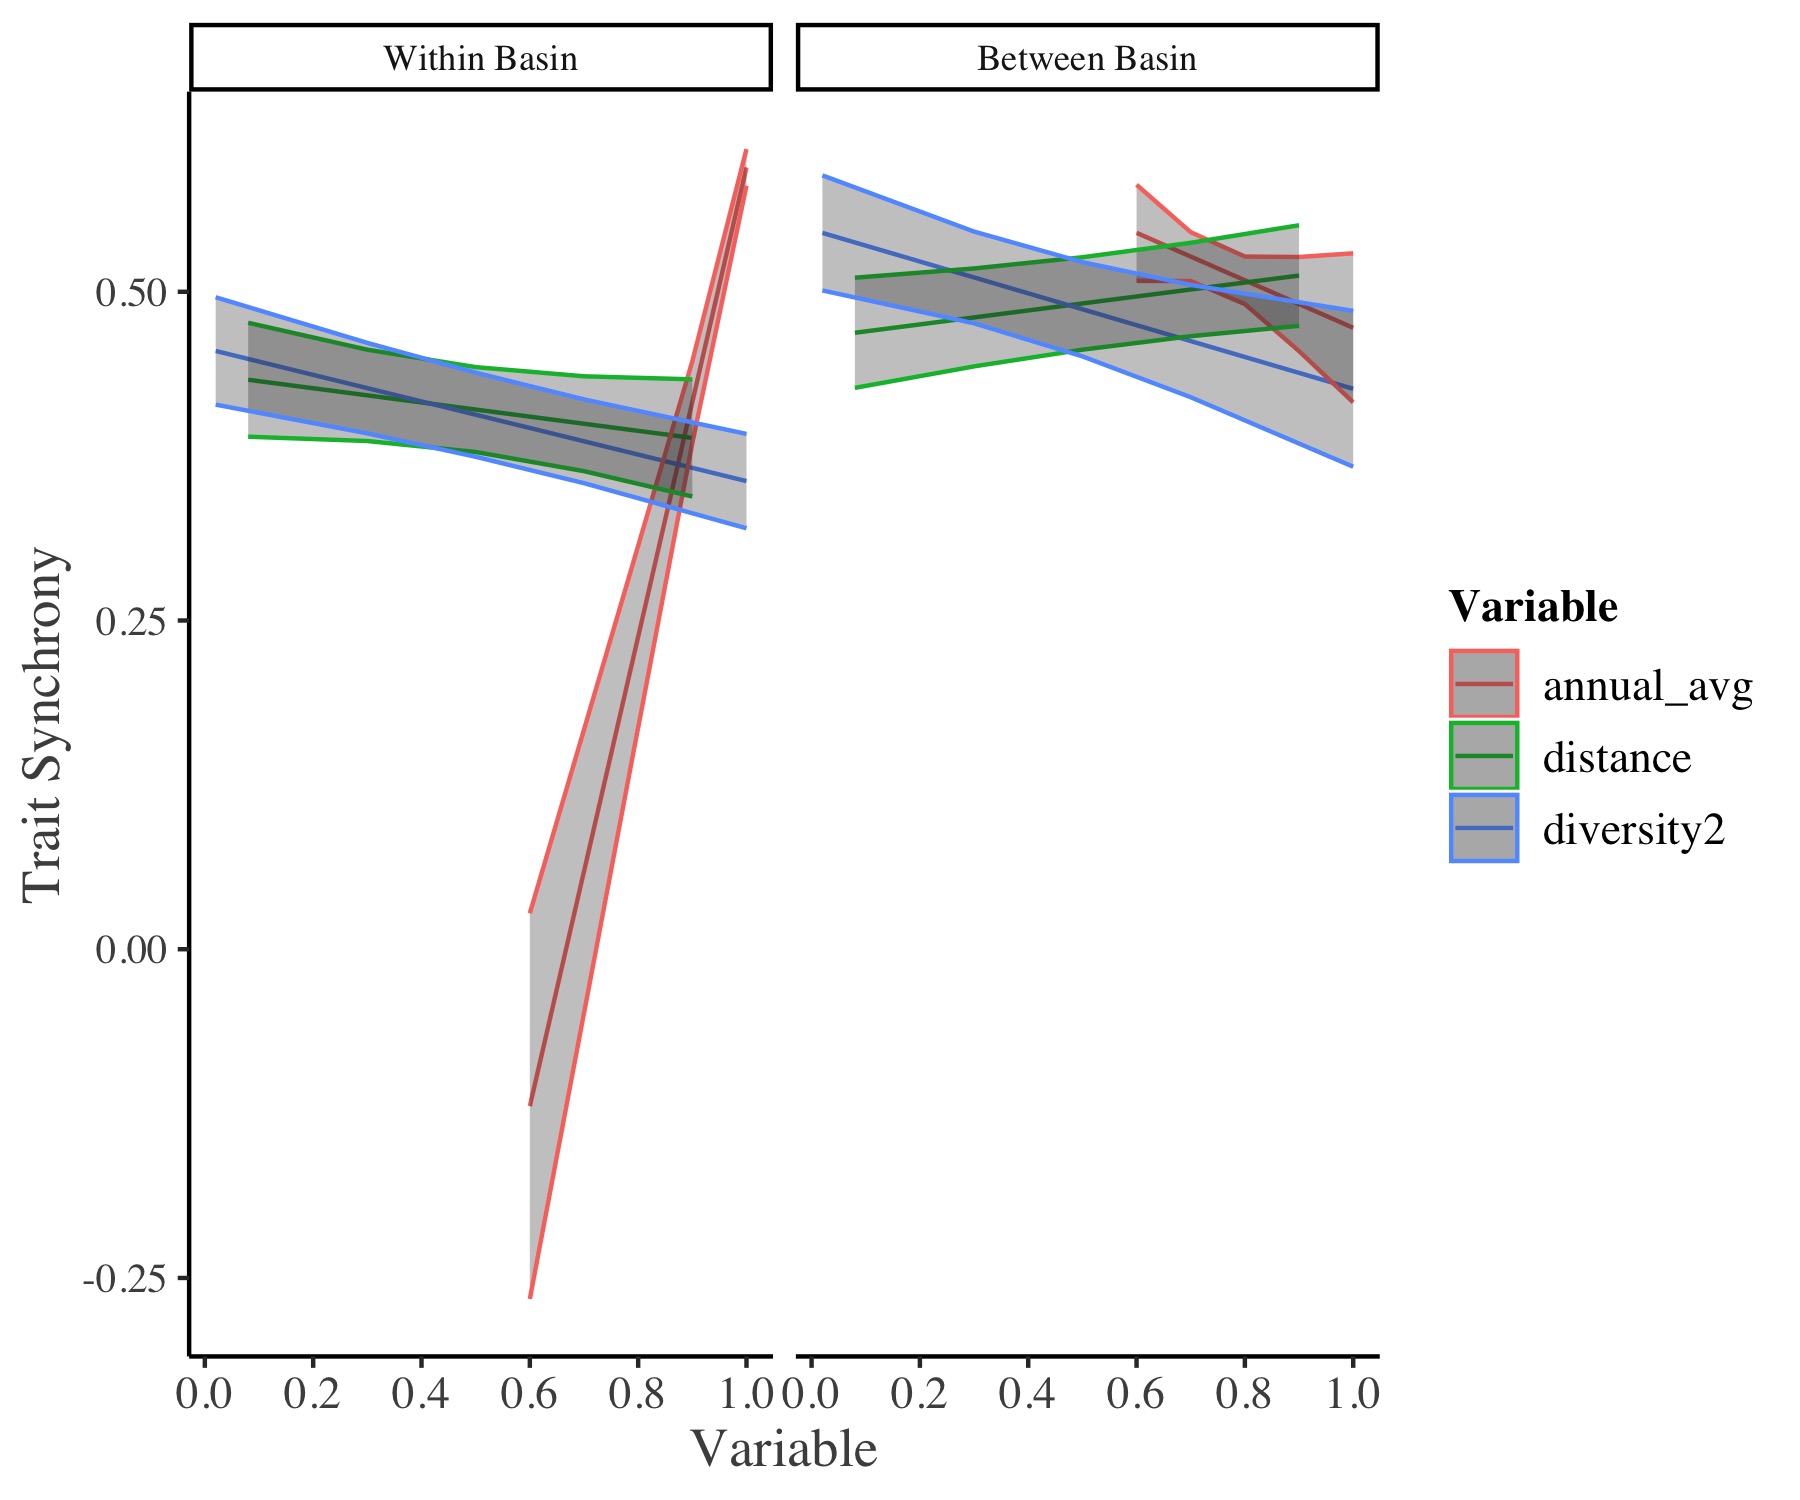 Within Basin
Between Basin
Trait Synchrony
0.50
0.25
0.00
-0.25
0.0 0.2 0.4 0.6 0.8 1.0
0.0 0.2 0.4 0.6 0.8 1.0
Variable
Variable
annual_avg
distance
diversity2